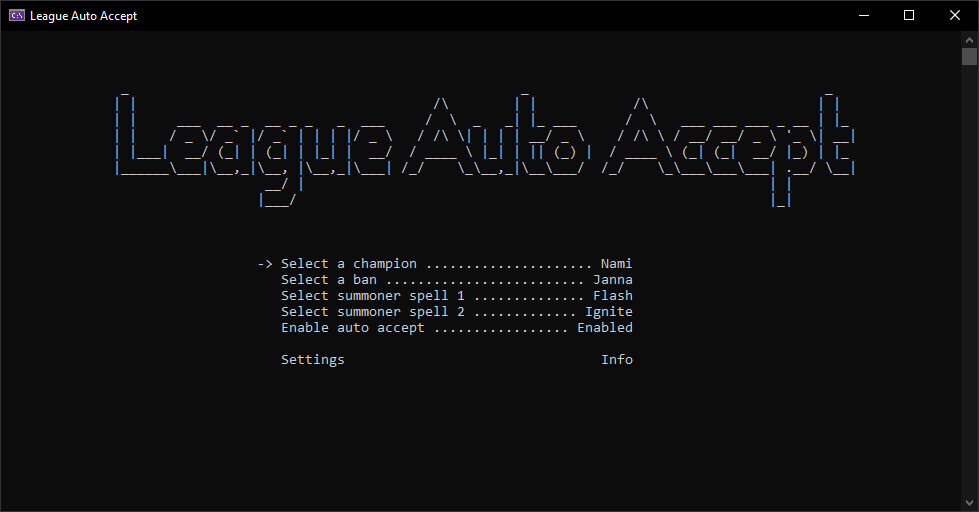 League Auto Accept
League Auto Accept
-> Select a champion ..................... Nami
Select a ban ......................... Janna
Select summoner spell 1 .............. Flash
Select summoner spell 2 ............. Ignite
Enable auto accept ................. Enabled
Settings Info